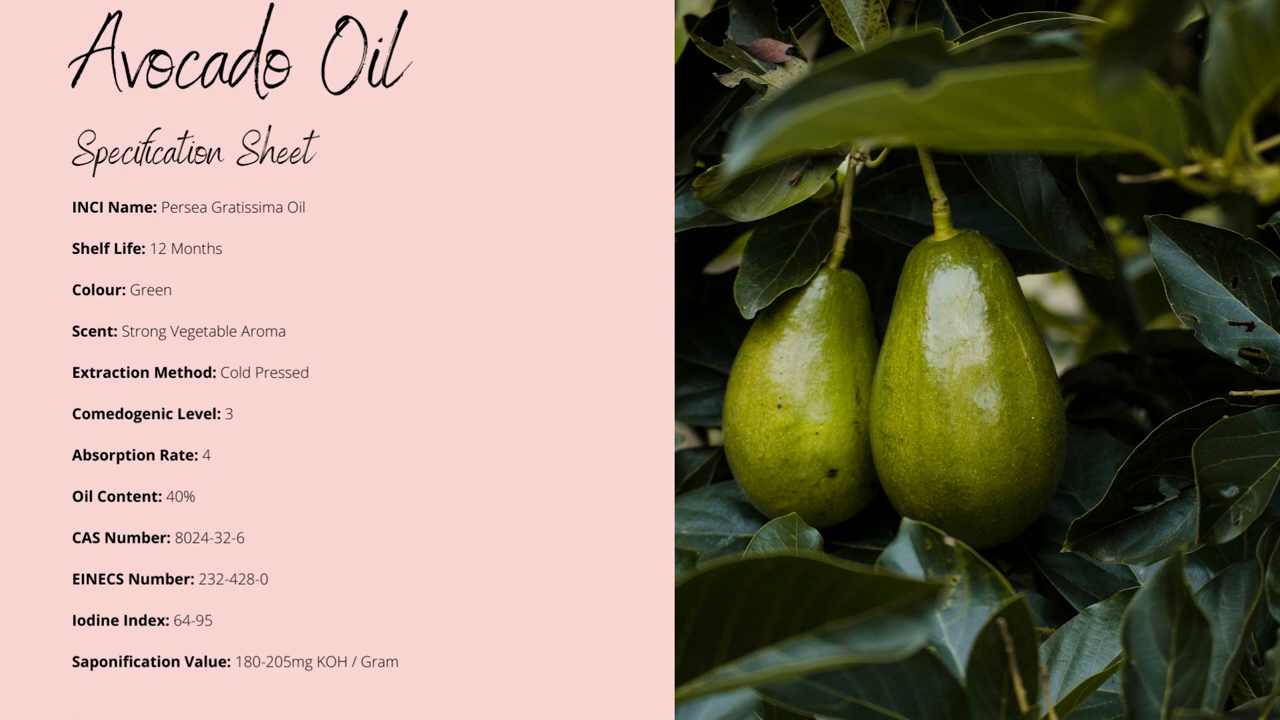 Avocado Oil
Specification Sheet
INCI Name: Persea Gratissima Oil
Shelf Life: 12 Months
Colour: Green
Scent: Strong Vegetable Aroma
Extraction Method: Cold Pressed
Comedogenic Level: 3
Absorption Rate: 4
Oil Content: 40%
CAS Number: 8024-32-6
EINECS Number: 232-428-0
Iodine Index: 64-95
Saponification Value: 180-205mg KOH / Gram